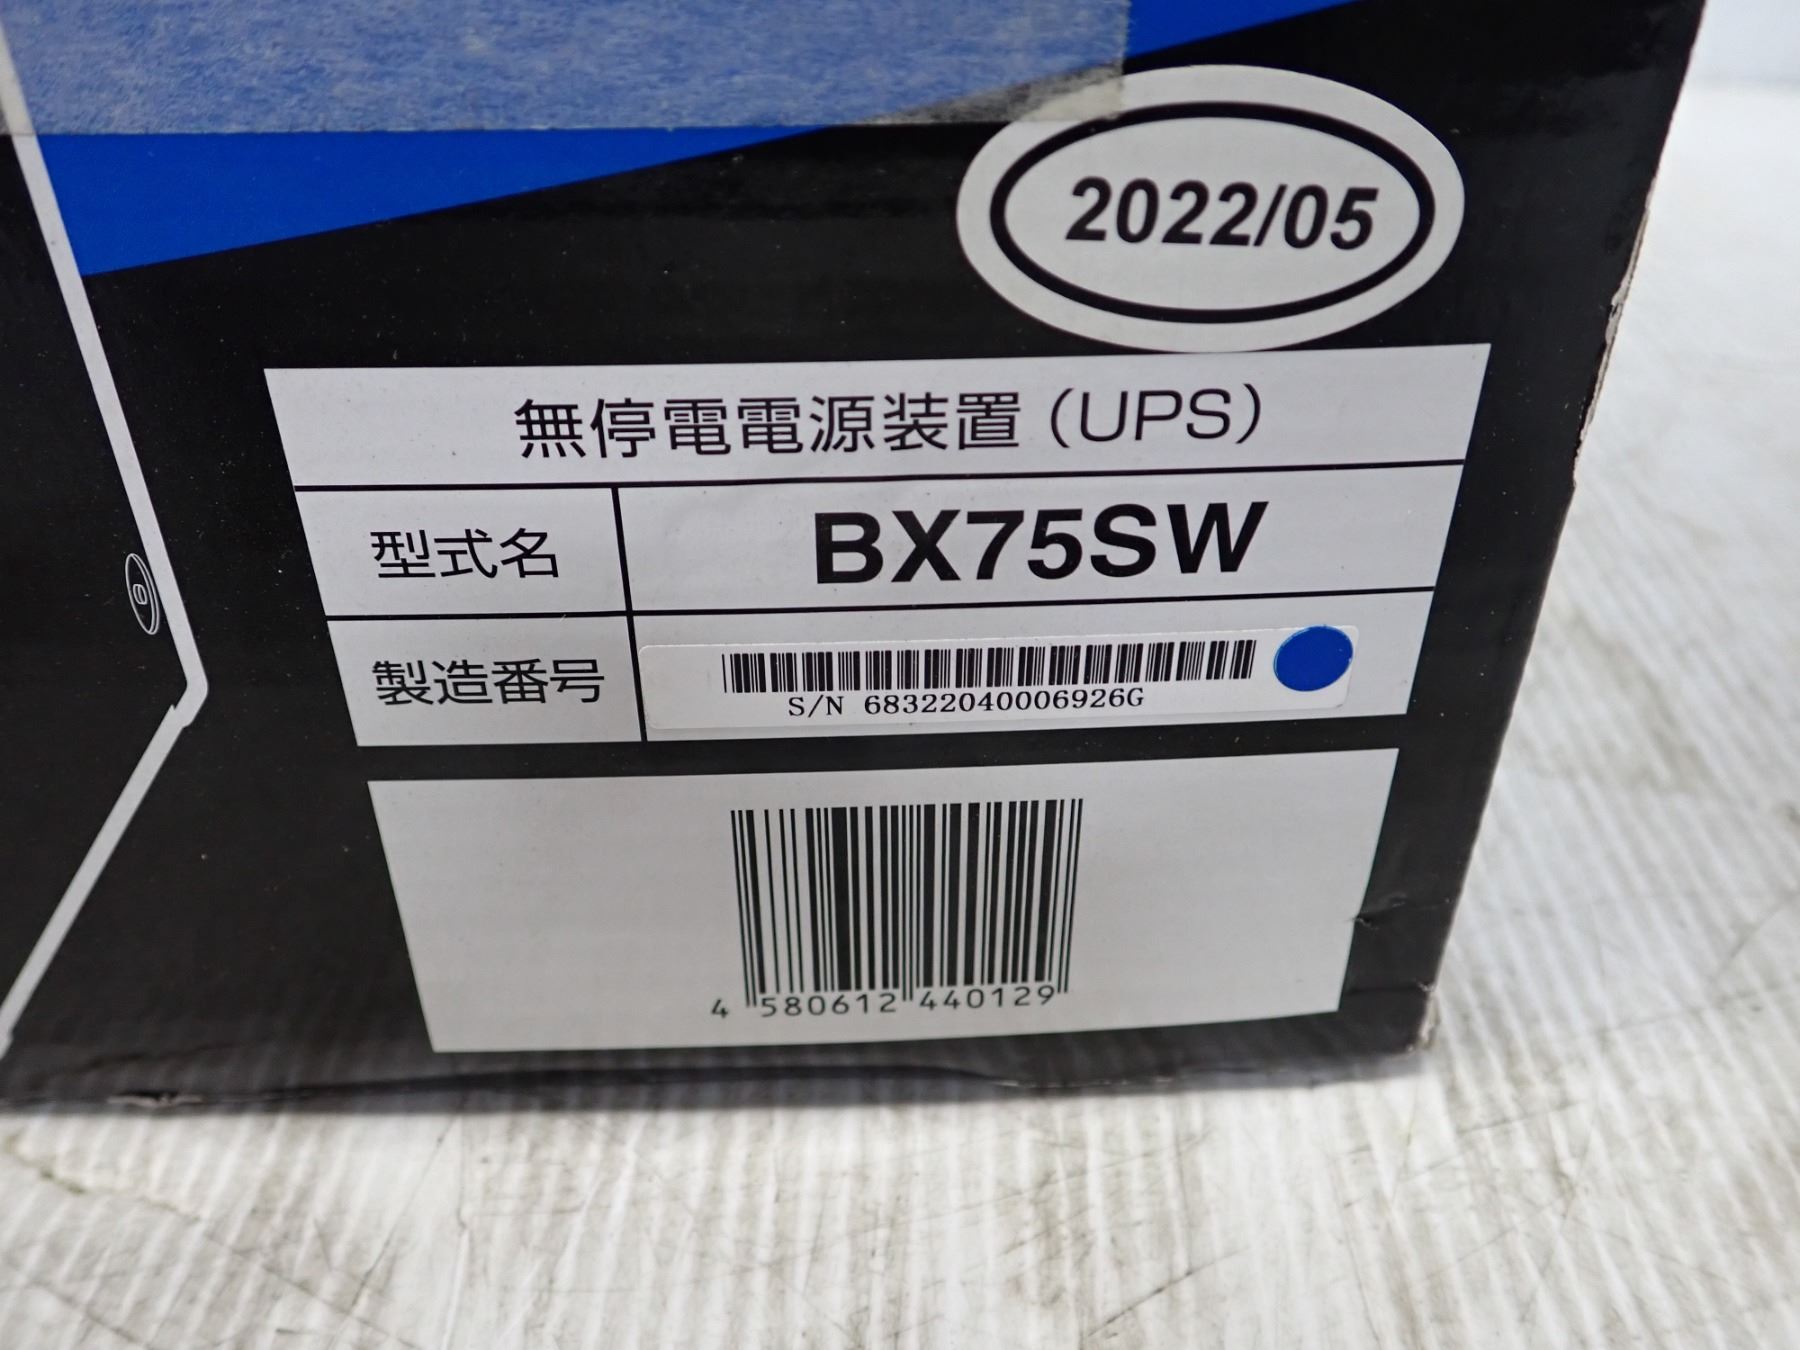 2022/05
無停電電源装置（UPS）
型式名 BX75SW
製造番号
S/N 68322040006926G
4 580612 440129